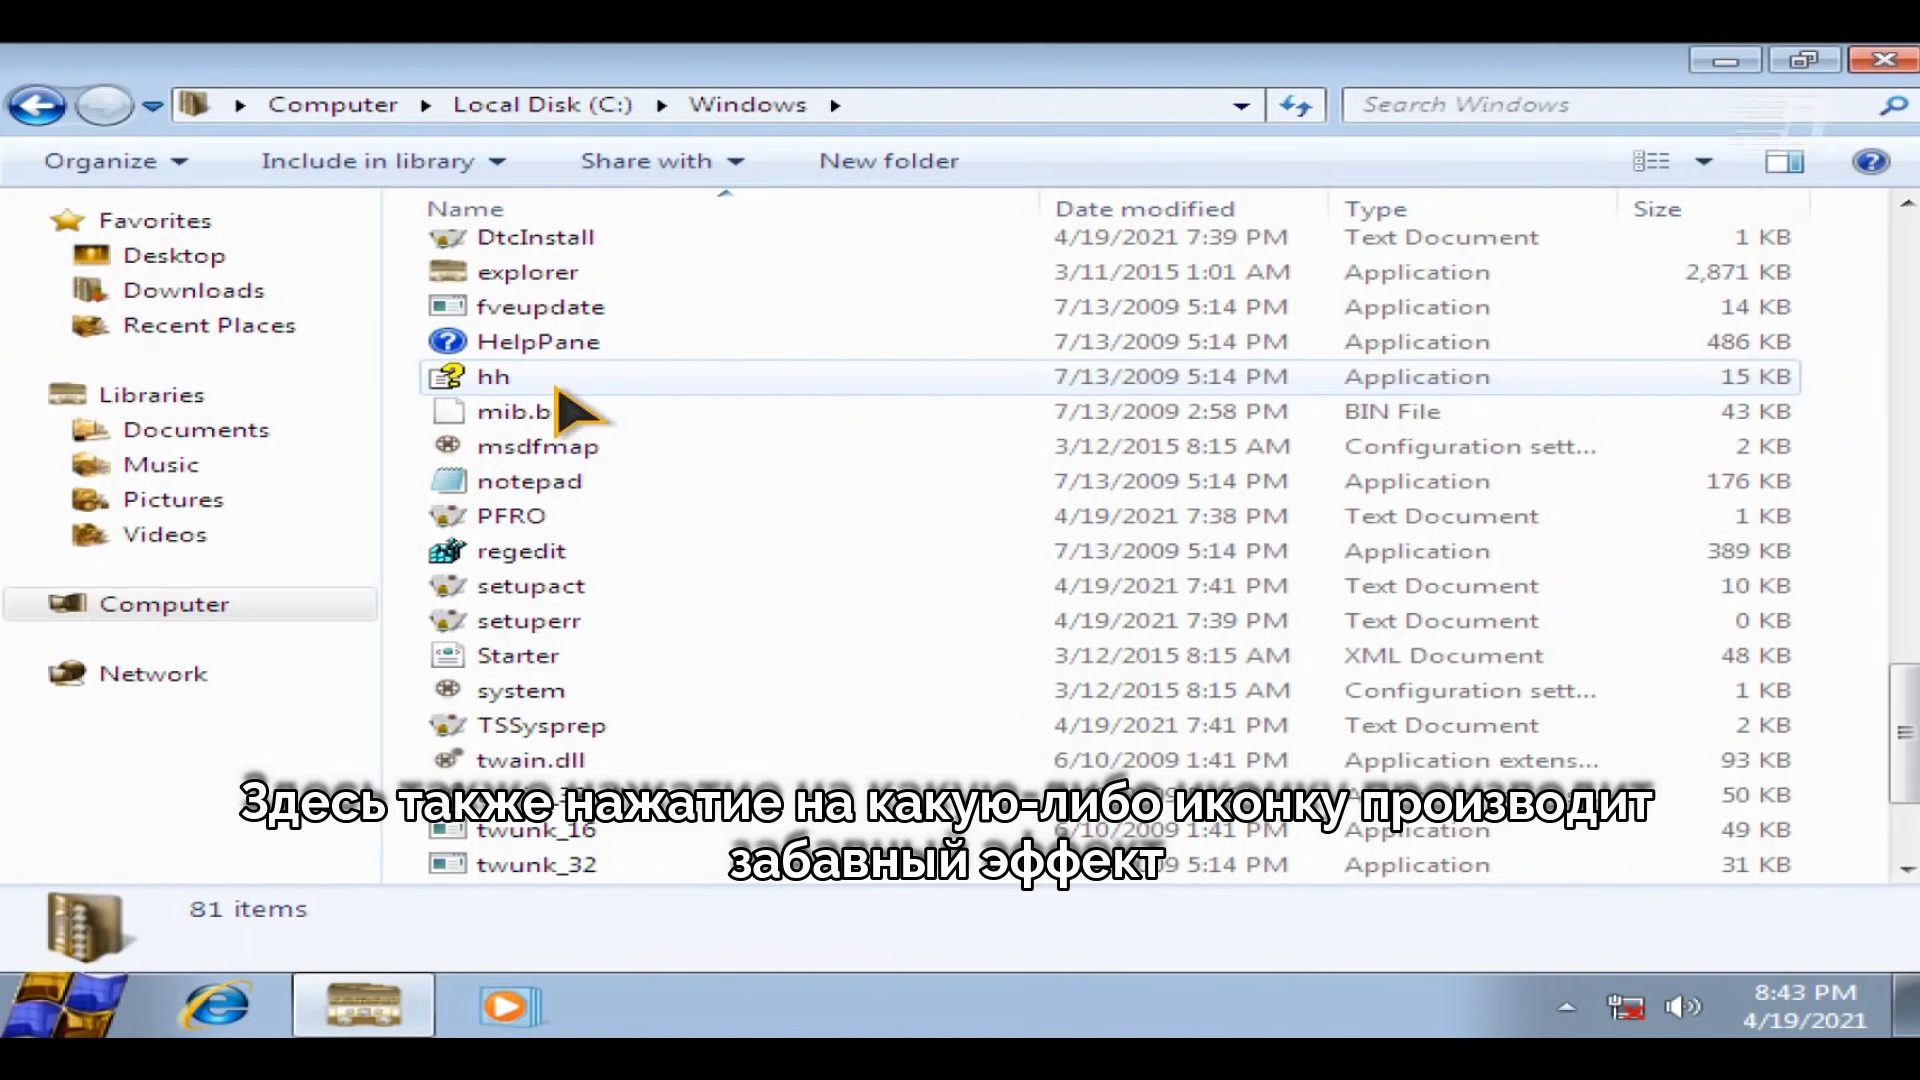 Computer Local Disk (C:) Windows
Search Windows
Organize Include in library Share with New folder
Favorites
Desktop
Downloads
Recent Places
Libraries
Documents
Music
Pictures
Videos
Computer
Network
Name Date modified Type Size
DtcInstall 4/19/2021 7:39 PM Text Document 1 KB
explorer 3/11/2015 1:01 AM Application 2,871 KB
fveupdate 7/13/2009 5:14 PM Application 14 KB
HelpPane 7/13/2009 5:14 PM Application 486 KB
hh 7/13/2009 5:14 PM Application 15 KB
mib.b 7/13/2009 2:58 PM BIN File 43 KB
msdfmap 3/12/2015 8:15 AM Configuration sett... 2 KB
notepad 7/13/2009 5:14 PM Application 176 KB
PFRO 4/19/2021 7:38 PM Text Document 1 KB
regedit 7/13/2009 5:14 PM Application 389 KB
setupact 4/19/2021 7:41 PM Text Document 10 KB
setuperr 4/19/2021 7:39 PM Text Document 0 KB
Starter 3/12/2015 8:15 AM XML Document 48 KB
system 3/12/2015 8:15 AM Configuration sett... 1 KB
TSSysprep 4/19/2021 7:41 PM Text Document 2 KB
twain.dll 6/10/2009 1:41 PM Application extens... 93 KB
50 KB
Здесь также нажатие на какую-либо иконку производит
twunk_16 6/10/2009 1:41 PM Application 49 KB
забавный эффект
twunk_32 5:14 PM Application 31 KB
81 items
8:43 PM
4/19/2021